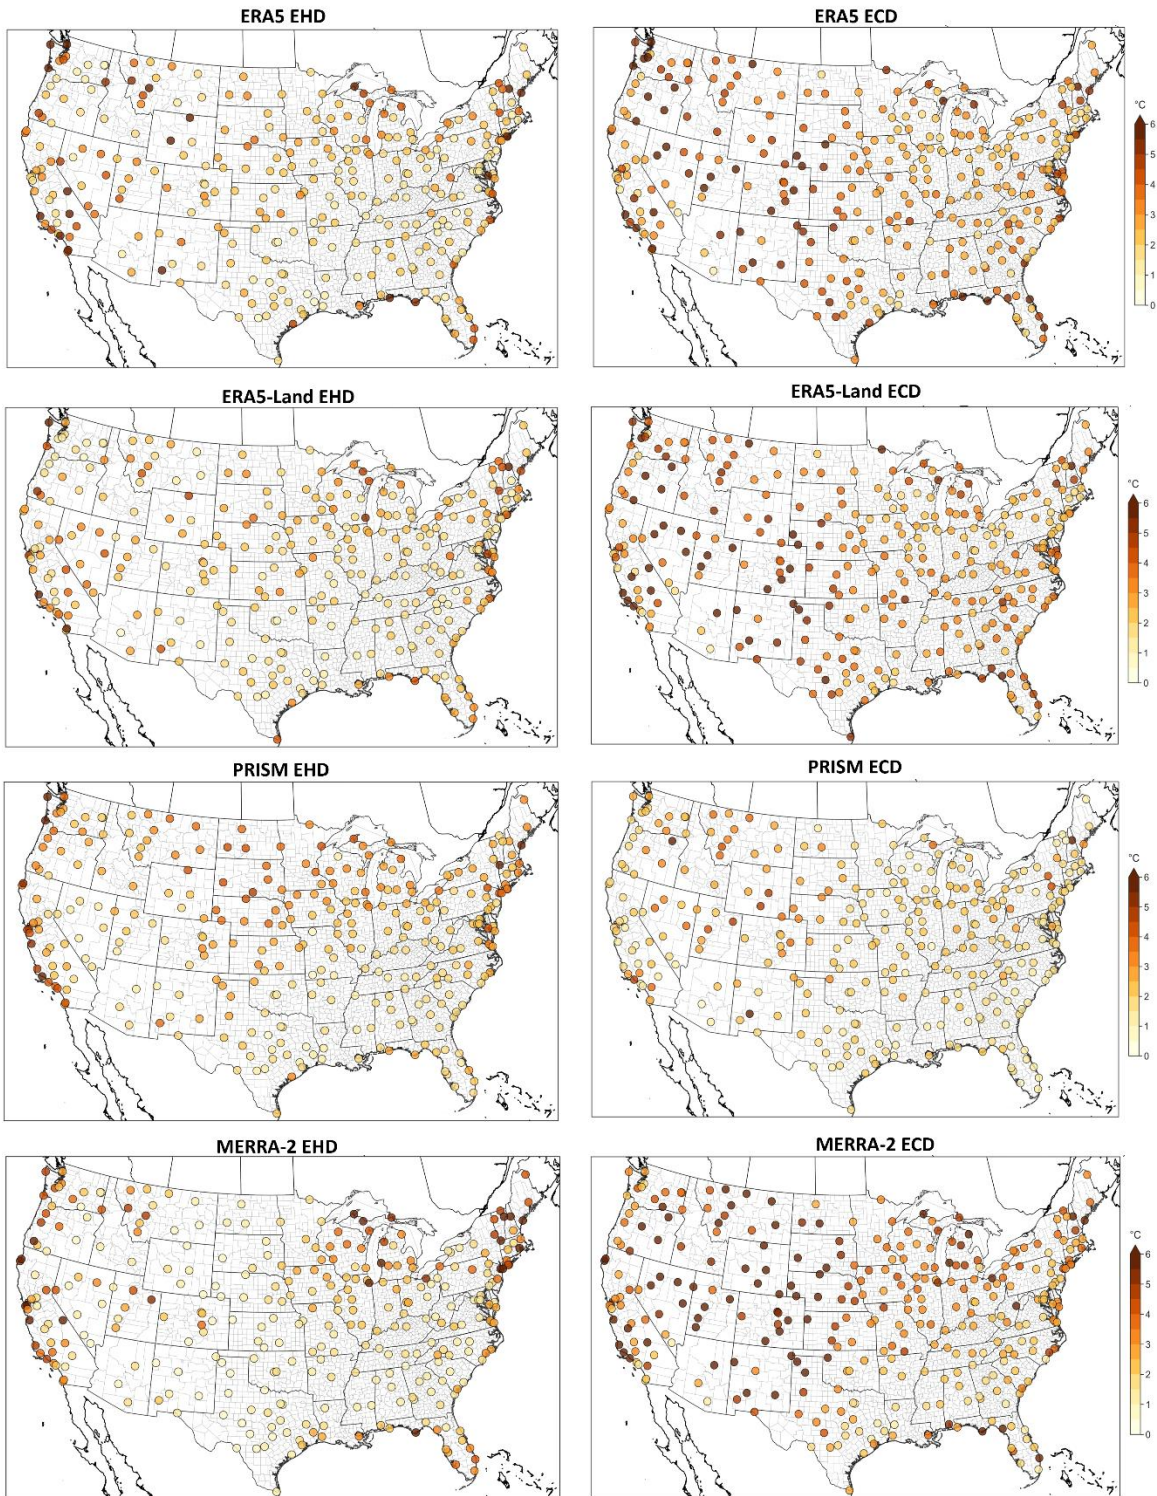 ERA5 EHD
ERA5 ECD
°C
6
5
4
3
2
1
0
ERA5-Land EHD
ERA5-Land ECD
°C
6
5
4
3
2
1
0
PRISM EHD
PRISM ECD
°C
6
5
4
3
2
1
0
MERRA-2 EHD
MERRA-2 ECD
°C
6
5
4
3
2
1
0